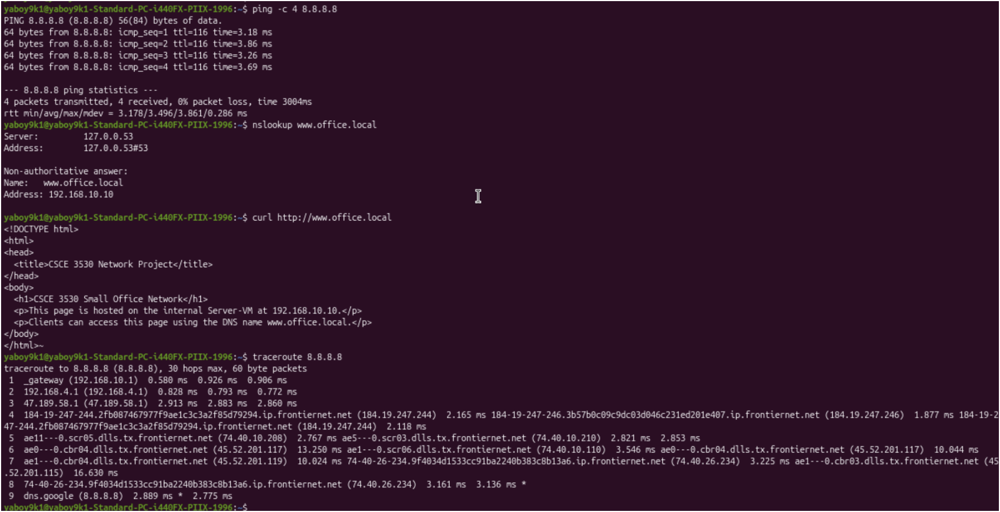 yaboy9k1@yaboy9k1-Standard-PC-i440FX-PIIX-1996:~$ ping -c 4 8.8.8.8
PING 8.8.8.8 (8.8.8.8) 56(84) bytes of data.
64 bytes from 8.8.8.8: icmp_seq=1 ttl=116 time=3.18 ms
64 bytes from 8.8.8.8: icmp_seq=2 ttl=116 time=3.86 ms
64 bytes from 8.8.8.8: icmp_seq=3 ttl=116 time=3.26 ms
64 bytes from 8.8.8.8: icmp_seq=4 ttl=116 time=3.69 ms

--- 8.8.8.8 ping statistics ---
4 packets transmitted, 4 received, 0% packet loss, time 3004ms
rtt min/avg/max/mdev = 3.178/3.496/3.861/0.286 ms
yaboy9k1@yaboy9k1-Standard-PC-i440FX-PIIX-1996:~$ nslookup www.office.local
Server:         127.0.0.53
Address:        127.0.0.53#53

Non-authoritative answer:
Name:   www.office.local
Address: 192.168.10.10

yaboy9k1@yaboy9k1-Standard-PC-i440FX-PIIX-1996:~$ curl http://www.office.local
<!DOCTYPE html>
<html>
<head>
  <title>CSCE 3530 Network Project</title>
</head>
<body>
  <h1>CSCE 3530 Small Office Network</h1>
  <p>This page is hosted on the internal Server-VM at 192.168.10.10.</p>
  <p>Clients can access this page using the DNS name www.office.local.</p>
</body>
</html>~
yaboy9k1@yaboy9k1-Standard-PC-i440FX-PIIX-1996:~$ traceroute 8.8.8.8
traceroute to 8.8.8.8 (8.8.8.8), 30 hops max, 60 byte packets
 1  _gateway (192.168.10.1)  0.580 ms  0.926 ms  0.906 ms
 2  192.168.4.1 (192.168.4.1)  0.828 ms  0.793 ms  0.772 ms
 3  47.189.58.1 (47.189.58.1)  2.913 ms  2.883 ms  2.860 ms
 4  184-19-247-244.2fb087467977f9ae1c3c3a2f85d79294.ip.frontiernet.net (184.19.247.244)  2.165 ms 184-19-247-246.3b57b0c09c9dc03d046c231ed201e407.ip.frontiernet.net (184.19.247.246)  1.877 ms 184-19-2
47-244.2fb087467977f9ae1c3c3a2f85d79294.ip.frontiernet.net (184.19.247.244)  2.118 ms
 5  ae11---0.scr05.dlls.tx.frontiernet.net (74.40.10.208)  2.767 ms ae5---0.scr03.dlls.tx.frontiernet.net (74.40.10.210)  2.821 ms  2.853 ms
 6  ae0---0.cbr04.dlls.tx.frontiernet.net (45.52.201.117)  13.250 ms ae1---0.scr06.dlls.tx.frontiernet.net (74.40.10.110)  3.546 ms ae0---0.cbr04.dlls.tx.frontiernet.net (45.52.201.117)  10.044 ms
 7  ae1---0.cbr04.dlls.tx.frontiernet.net (45.52.201.119)  10.024 ms 74-40-26-234.9f4034d1533cc91ba2240b383c8b13a6.ip.frontiernet.net (74.40.26.234)  3.225 ms ae1---0.cbr03.dlls.tx.frontiernet.net (45
.52.201.115)  16.630 ms
 8  74-40-26-234.9f4034d1533cc91ba2240b383c8b13a6.ip.frontiernet.net (74.40.26.234)  3.161 ms  3.136 ms *
 9  dns.google (8.8.8.8)  2.889 ms *  2.775 ms
yaboy9k1@yaboy9k1-Standard-PC-i440FX-PIIX-1996:~$